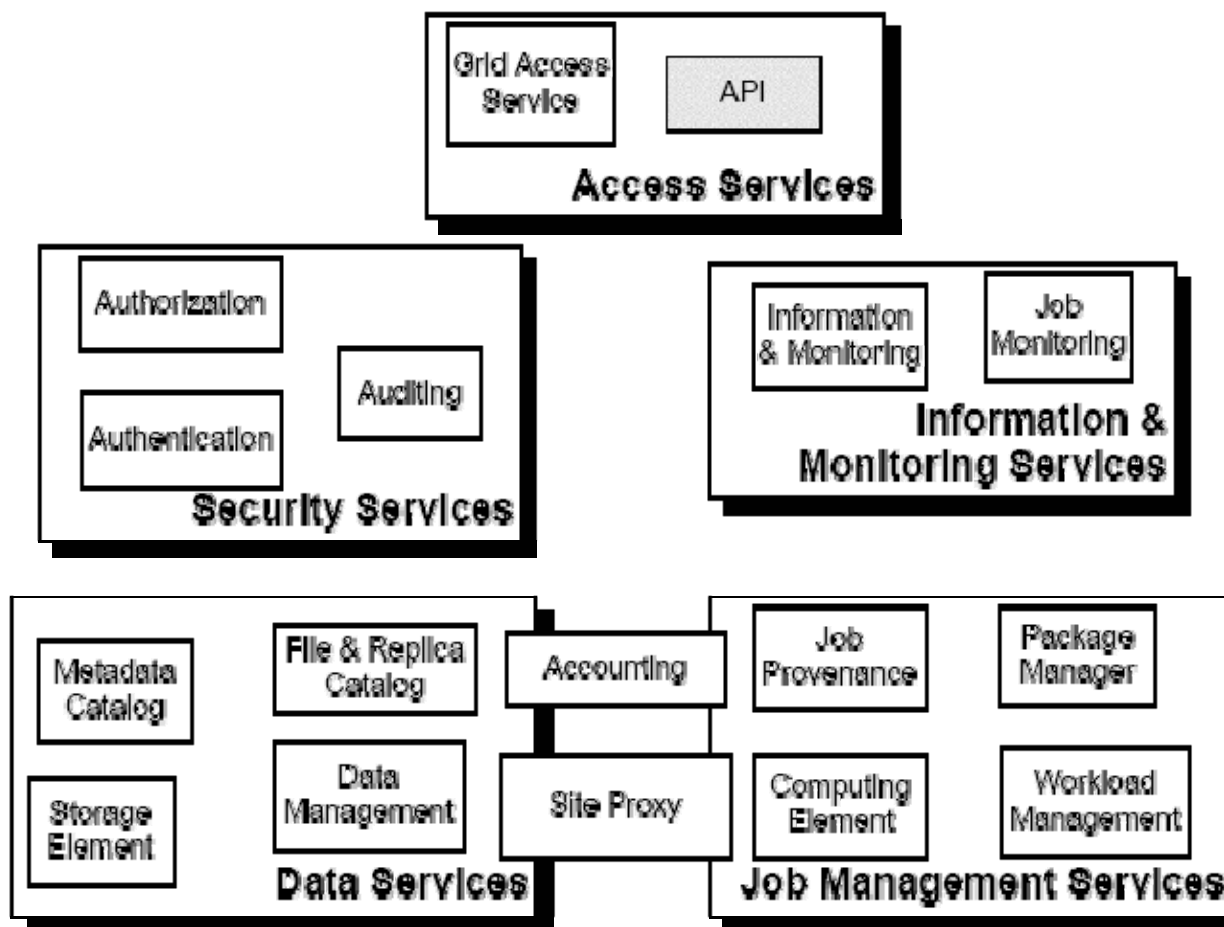 Grid Access
Service
API
Access Services
Authorization
Auditing
Authentication
Security Services
Information
& Monitoring
Job
Monitoring
Information &
Monitoring Services
Metadata
Catalog
File & Replica
Catalog
Storage
Element
Data
Management
Data Services
Accounting
Site Proxy
Job
Provenance
Package
Manager
Computing
Element
Workload
Management
Job Management Services